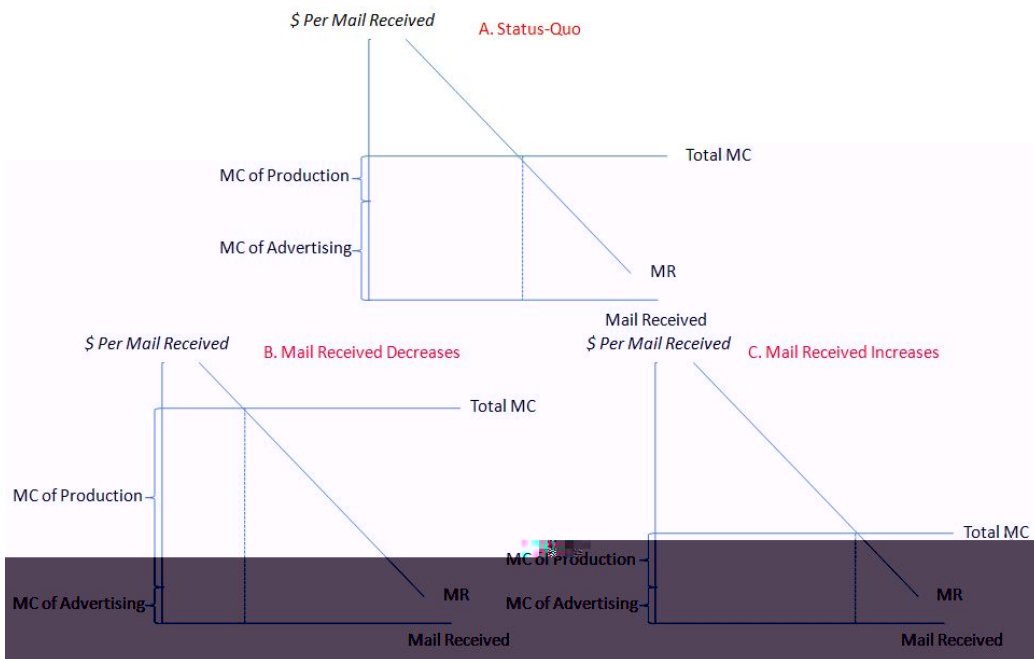 $ Per Mail Received
A. Status-Quo
Total MC
MC of Production
MC of Advertising
MR
Mail Received
$ Per Mail Received
B. Mail Received Decreases
Total MC
MC of Production
MC of Advertising
MR
Mail Received
$ Per Mail Received
C. Mail Received Increases
Total MC
MC of Production
MC of Advertising
MR
Mail Received